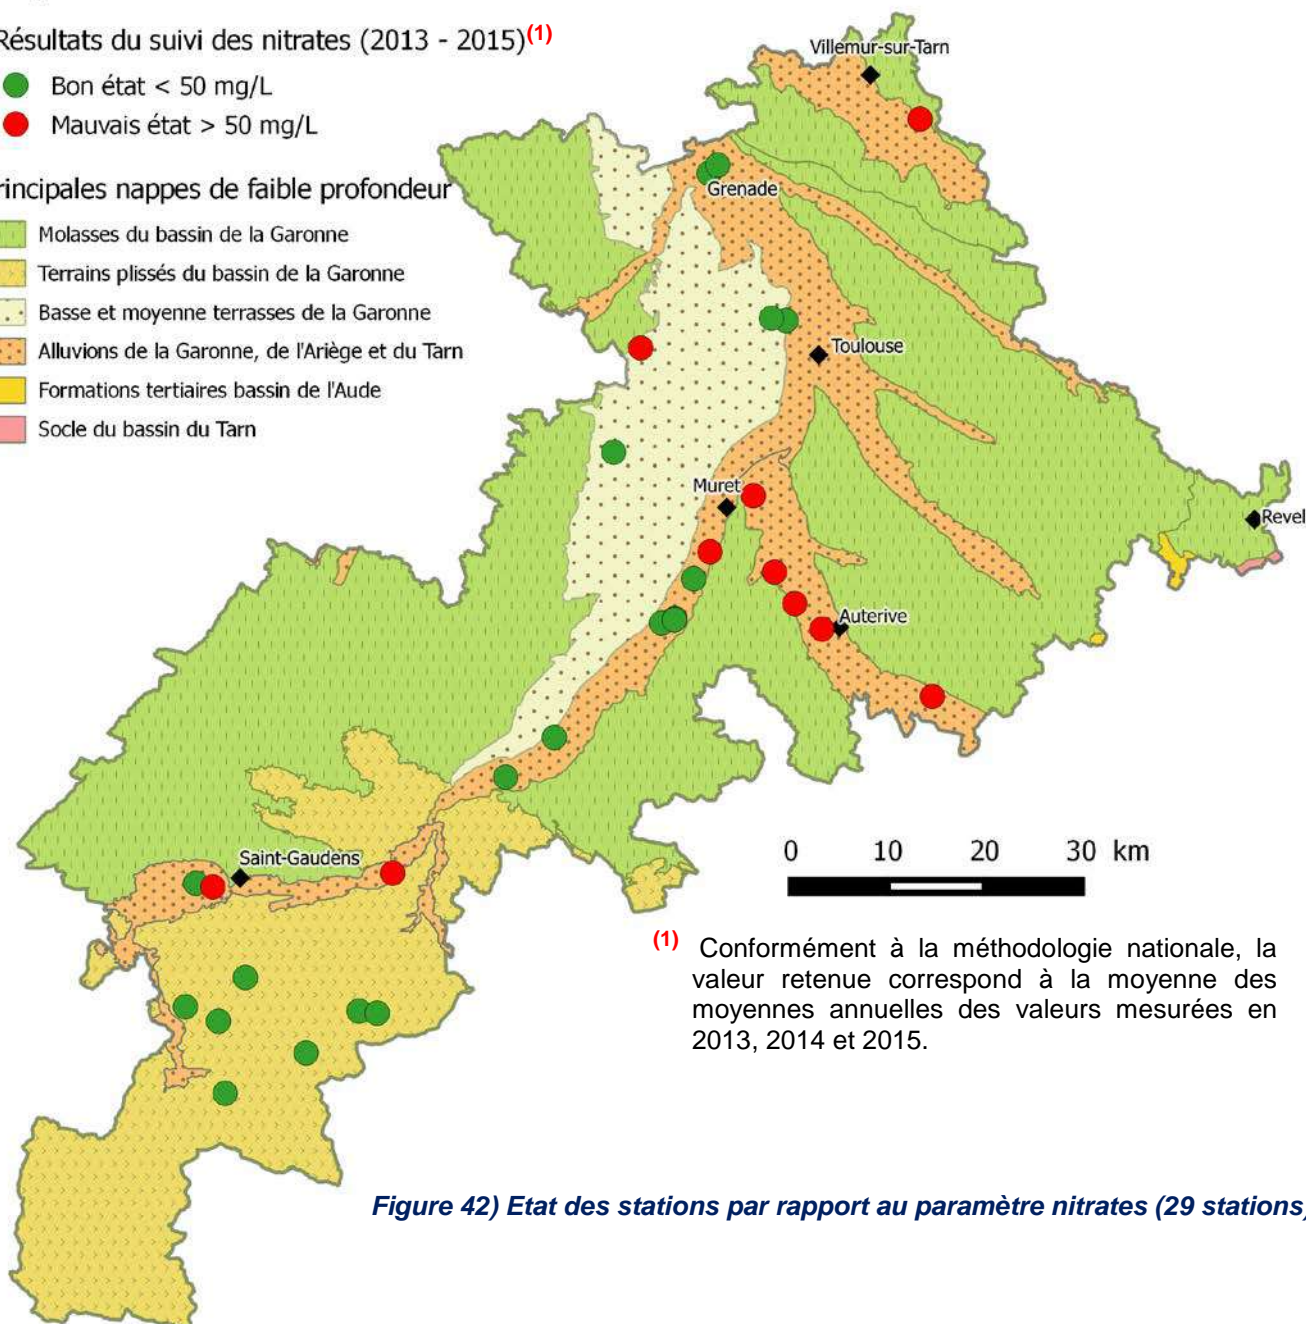 Résultats du suivi des nitrates (2013 - 2015)(1)
Bon état < 50 mg/L
Mauvais état > 50 mg/L
rincipales nappes de faible profondeur
Molasses du bassin de la Garonne
Terrains plissés du bassin de la Garonne
Basse et moyenne terrasses de la Garonne
Alluvions de la Garonne, de l'Ariège et du Tarn
Formations tertiaires bassin de l'Aude
Socle du bassin du Tarn
Villemur-sur-Tarn
Grenade
Toulouse
Muret
Revel
Auterive
Saint-Gaudens
0 10 20 30 km
(1) Conformément à la méthodologie nationale, la
valeur retenue correspond à la moyenne des
moyennes annuelles des valeurs mesurées en
2013, 2014 et 2015.
Figure 42) Etat des stations par rapport au paramètre nitrates (29 stations)